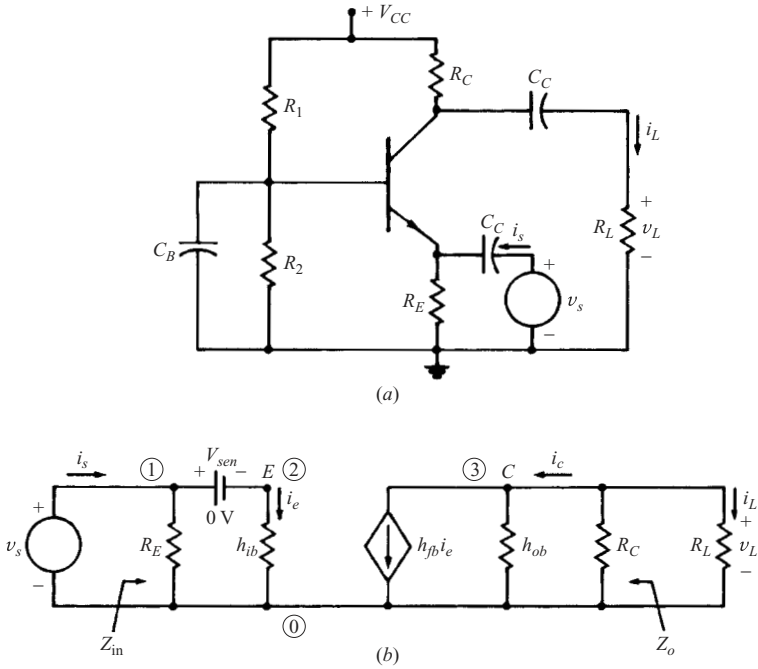 + V_CC
R_C
C_C
R_1
i_L
+
R_L
v_L
−
C_C
i_s
C_B
R_2
+
R_E
v_s
−
(a)
i_s
①
+
V_sen
−
E
②
③
C
i_c
+
v_s
−
0 V
i_e
i_L
R_E
h_ib
h_fb i_e
h_ob
R_C
R_L
+
v_L
−
Z_in
⓪
Z_o
(b)